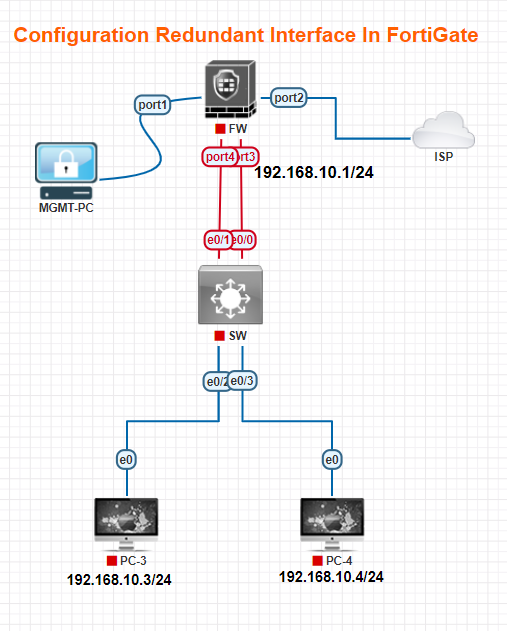 Configuration Redundant Interface In FortiGate
port1
port2
FW
ISP
port4
rt3
192.168.10.1/24
MGMT-PC
e0/1
e0/0
SW
e0/2
e0/3
e0
e0
PC-3
PC-4
192.168.10.3/24
192.168.10.4/24